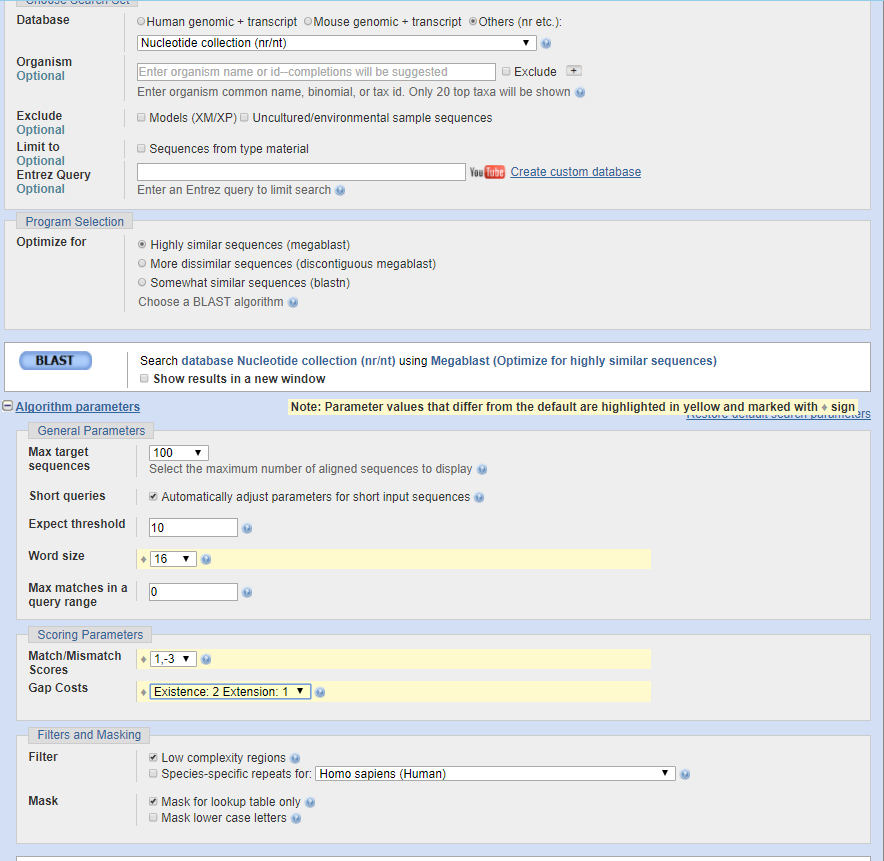 Choose Search Set
Database
Human genomic + transcript Mouse genomic + transcript Others (nr etc.):
Nucleotide collection (nr/nt)
Organism
Optional
Enter organism name or id--completions will be suggested Exclude +
Enter organism common name, binomial, or tax id. Only 20 top taxa will be shown
Exclude
Optional
Models (XM/XP) Uncultured/environmental sample sequences
Limit to
Optional
Sequences from type material
Entrez Query
Optional
YouTube Create custom database
Enter an Entrez query to limit search
Program Selection
Optimize for
Highly similar sequences (megablast)
More dissimilar sequences (discontiguous megablast)
Somewhat similar sequences (blastn)
Choose a BLAST algorithm
BLAST
Search database Nucleotide collection (nr/nt) using Megablast (Optimize for highly similar sequences)
Show results in a new window
Algorithm parameters
Note: Parameter values that differ from the default are highlighted in yellow and marked with ♦ sign
Restore default search parameters
General Parameters
Max target
sequences
100
Select the maximum number of aligned sequences to display
Short queries
Automatically adjust parameters for short input sequences
Expect threshold
10
Word size
♦ 16
Max matches in a
query range
0
Scoring Parameters
Match/Mismatch
Scores
♦ 1,-3
Gap Costs
♦ Existence: 2 Extension: 1
Filters and Masking
Filter
Low complexity regions
Species-specific repeats for: Homo sapiens (Human)
Mask
Mask for lookup table only
Mask lower case letters